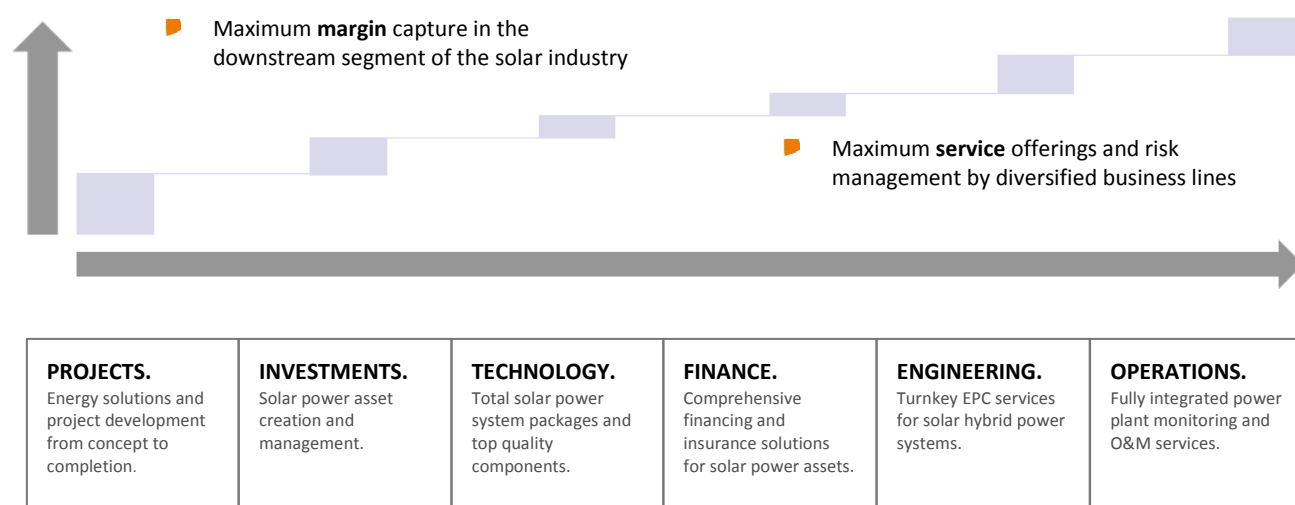 Maximum margin capture in the
downstream segment of the solar industry
Maximum service offerings and risk
management by diversified business lines
PROJECTS.
Energy solutions and
project development
from concept to
completion.
INVESTMENTS.
Solar power asset
creation and
management.
TECHNOLOGY.
Total solar power
system packages and
top quality
components.
FINANCE.
Comprehensive
financing and
insurance solutions
for solar power assets.
ENGINEERING.
Turnkey EPC services
for solar hybrid power
systems.
OPERATIONS.
Fully integrated power
plant monitoring and
O&M services.